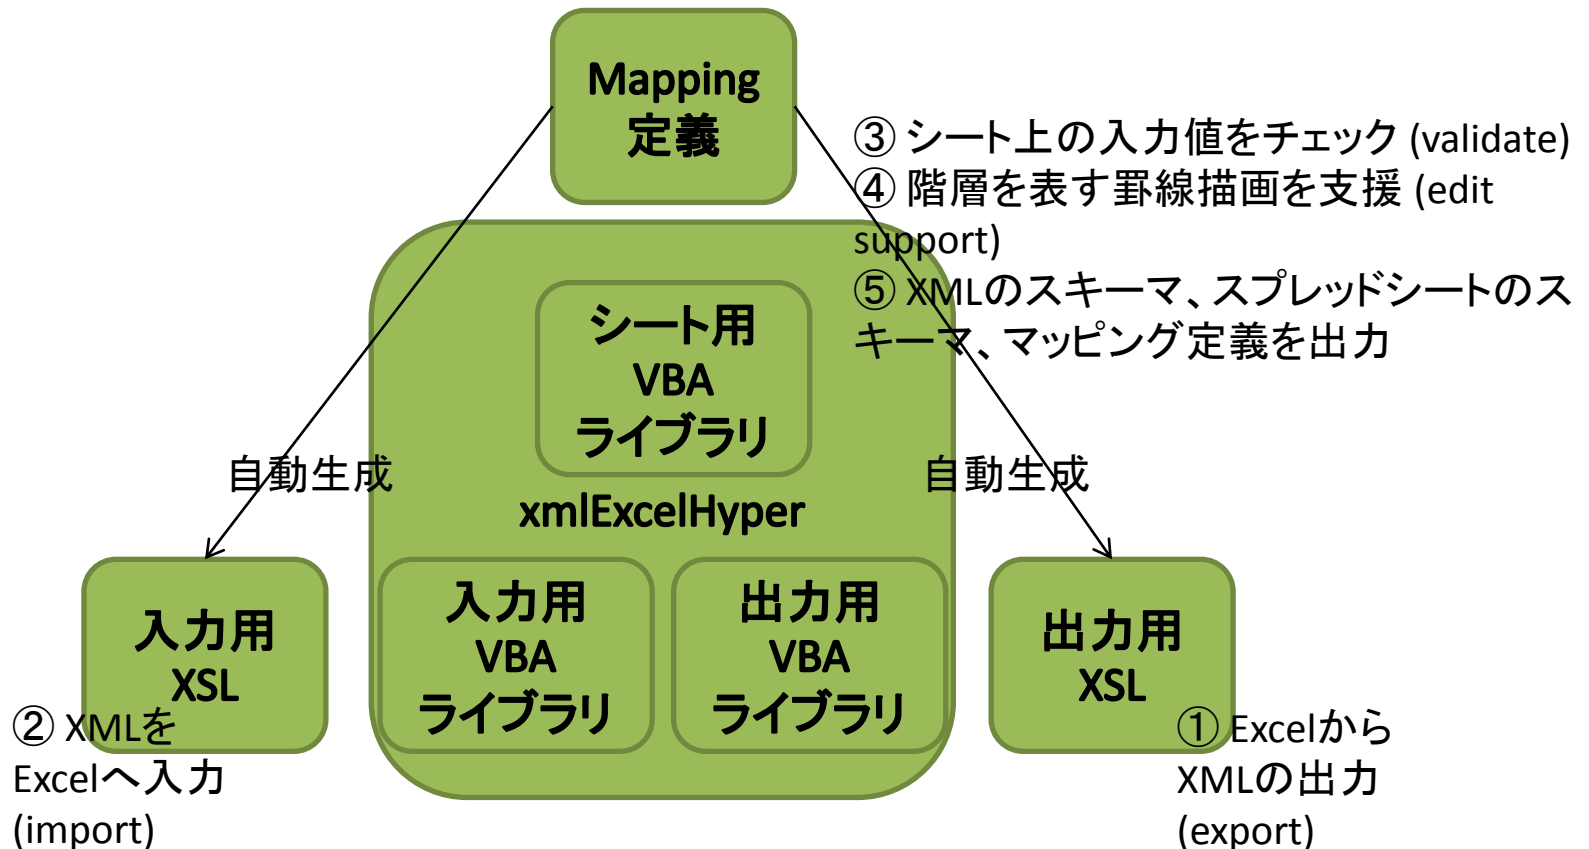 Mapping
定義
③ シート上の入力値をチェック (validate)
④ 階層を表す罫線描画を支援 (edit
support)
⑤ XMLのスキーマ、スプレッドシートのス
キーマ、マッピング定義を出力
シート用
VBA
ライブラリ
自動生成
自動生成
xmlExcelHyper
入力用
XSL
入力用
VBA
ライブラリ
出力用
VBA
ライブラリ
出力用
XSL
② XMLを
Excelへ入力
(import)
① Excelから
XMLの出力
(export)